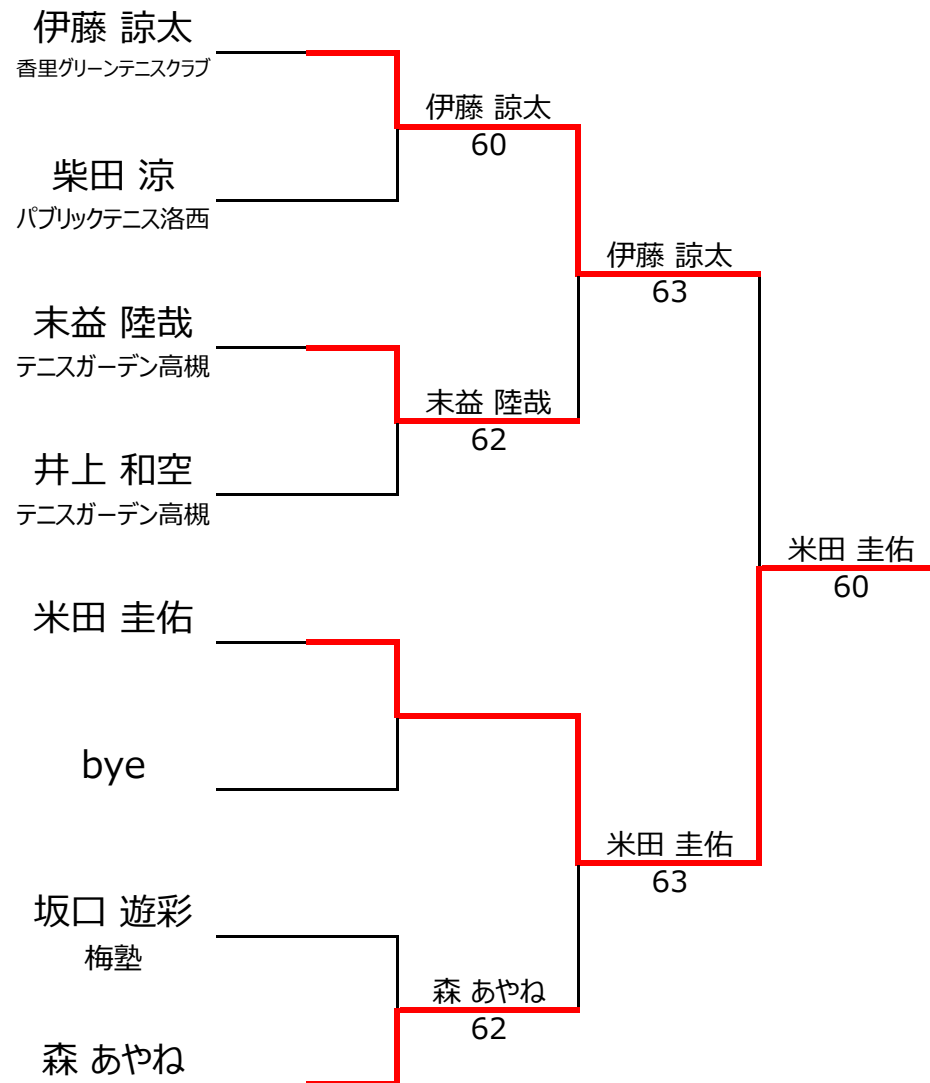 伊藤 諒太
香里グリーンテニスクラブ
伊藤 諒太
60
柴田 涼
パブリックテニス洛西
伊藤 諒太
63
末益 陸哉
テニスガーデン高槻
末益 陸哉
62
井上 和空
テニスガーデン高槻
米田 圭佑
60
米田 圭佑
bye
米田 圭佑
63
坂口 遊彩
梅塾
森 あやね
62
森 あやね